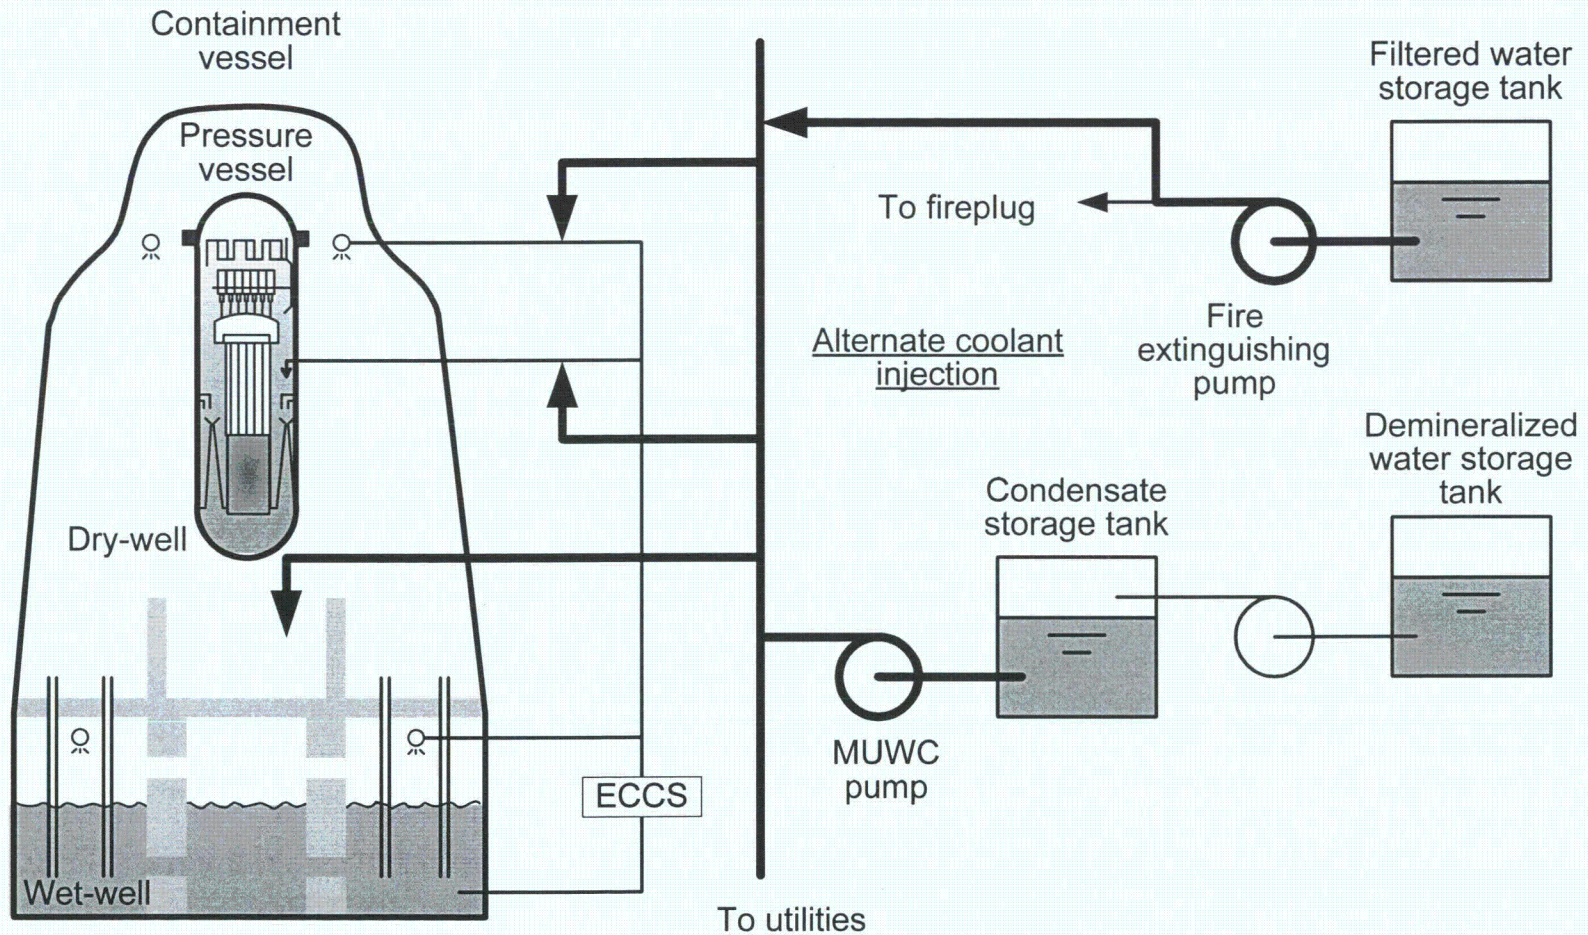 Containment
vessel
Pressure
vessel
Filtered water
storage tank
To fireplug
Fire
extinguishing
pump
Alternate coolant
injection
Demineralized
water storage
tank
Condensate
storage tank
Dry-well
MUWC
pump
ECCS
Wet-well
To utilities